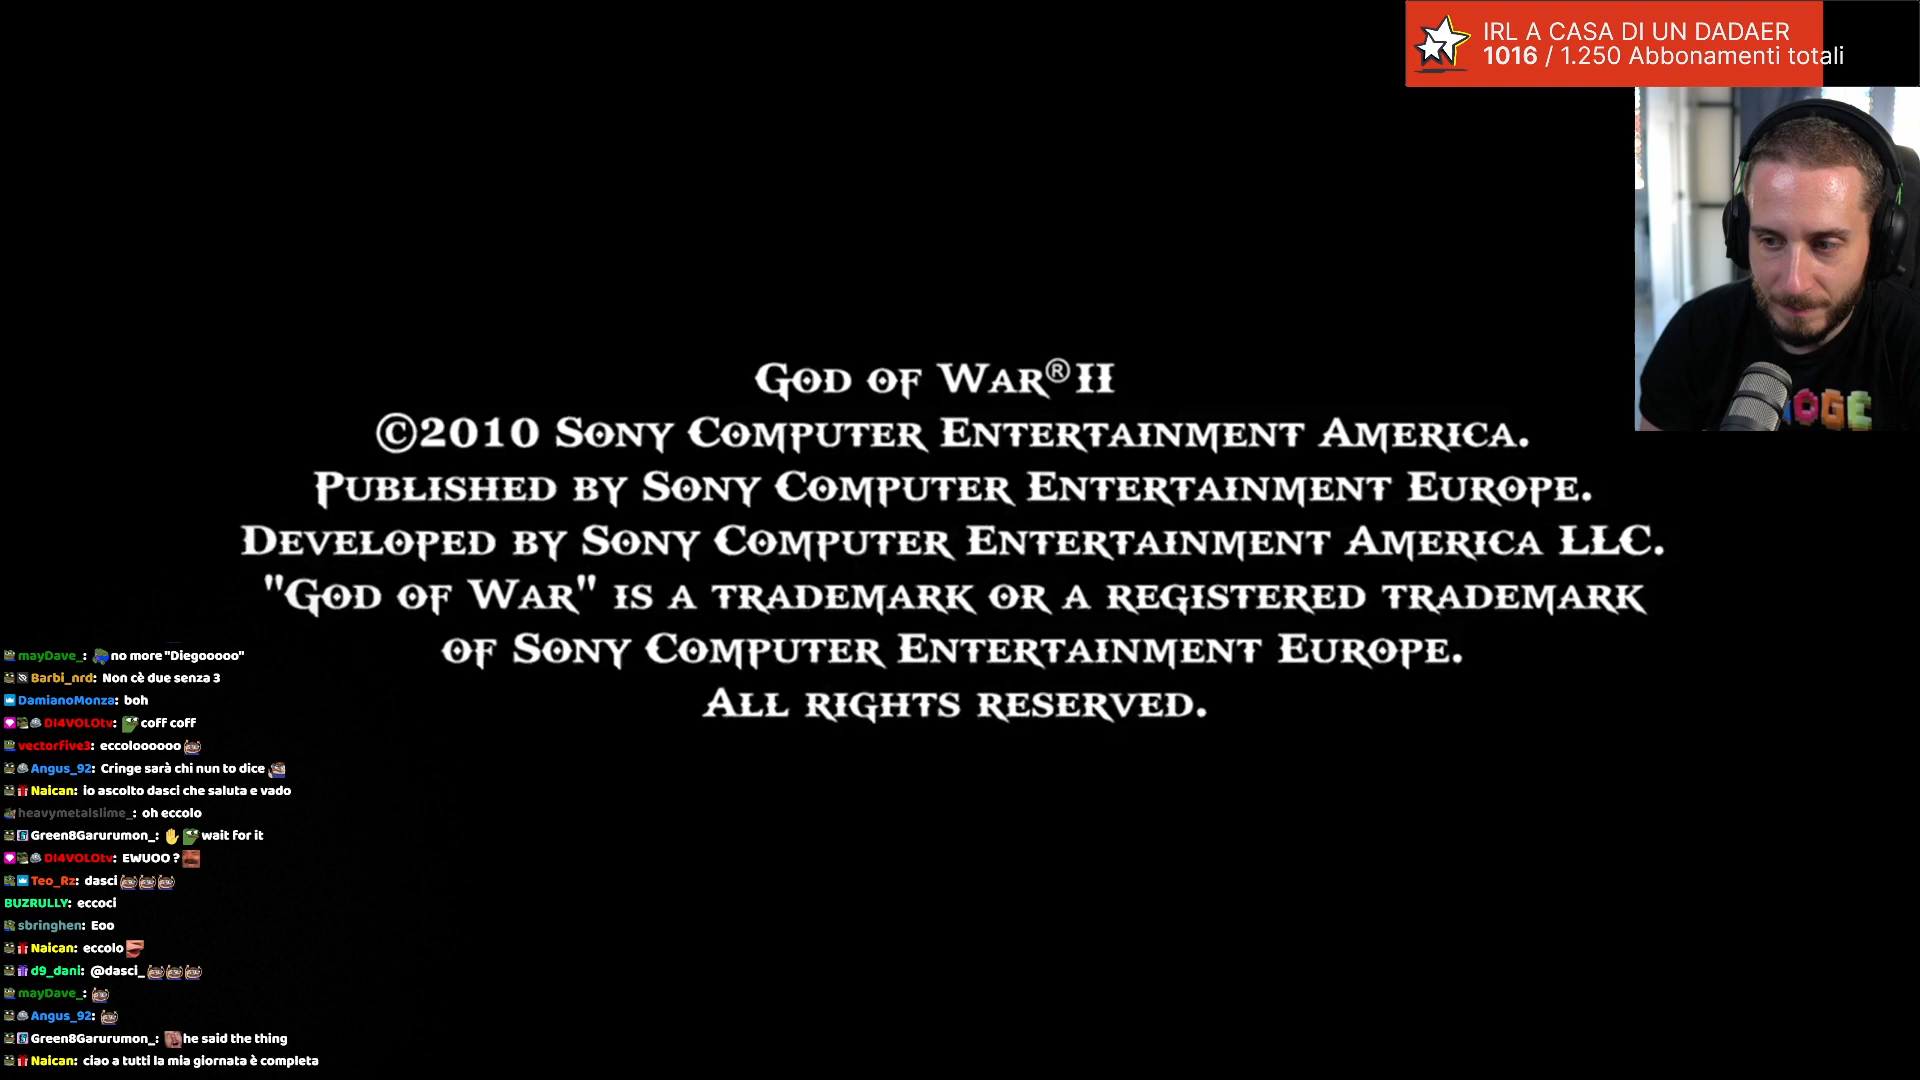 IRL A CASA DI UN DADAER
1016 / 1.250 Abbonamenti totali
GOD OF WAR® II
©2010 SONY COMPUTER ENTERTAINMENT AMERICA.
PUBLISHED BY SONY COMPUTER ENTERTAINMENT EUROPE.
DEVELOPED BY SONY COMPUTER ENTERTAINMENT AMERICA LLC.
"GOD OF WAR" IS A TRADEMARK OR A REGISTERED TRADEMARK
OF SONY COMPUTER ENTERTAINMENT EUROPE.
ALL RIGHTS RESERVED.
mayDave_: no more "Diegooooo"
Barbi_nrd: Non cè due senza 3
DamianoMonza: boh
DI4VOLOtv: coff coff
vectorfive3: eccoloooooo
Angus_92: Cringe sarà chi nun to dice
Naican: io ascolto dasci che saluta e vado
heavymetalslime_: oh eccolo
Green8Garurumon_: wait for it
DI4VOLOtv: EWUOO ?
Teo_Rz: dasci
BUZRULLY: eccoci
sbringhen: Eoo
Naican: eccolo
d9_dani: @dasci_
mayDave_:
Angus_92:
Green8Garurumon_: he said the thing
Naican: ciao a tutti la mia giornata è completa